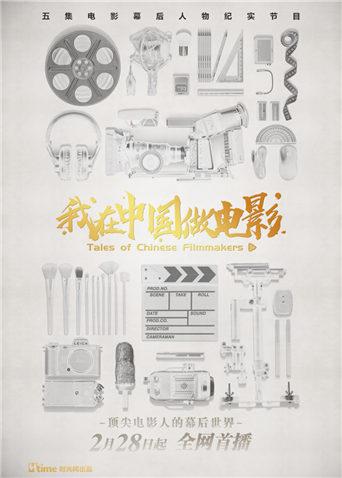 五集电影幕后人物纪实节目
我在中国做电影
Tales of Chinese Filmmakers
PROD.NO.
SCENE TAKE ROLL
DATE SOUND
PROD.CO.
DIRECTOR
CAMERAMAN
LEICA
-顶尖电影人的幕后世界-
2月28日起 全网首播
time 时光网出品